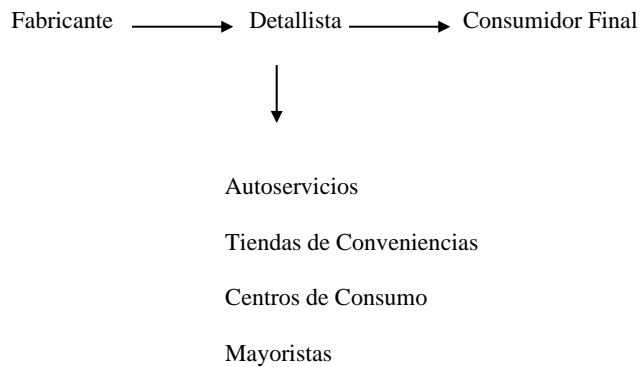 Fabricante Detallista Consumidor Final
Autoservicios
Tiendas de Conveniencias
Centros de Consumo
Mayoristas